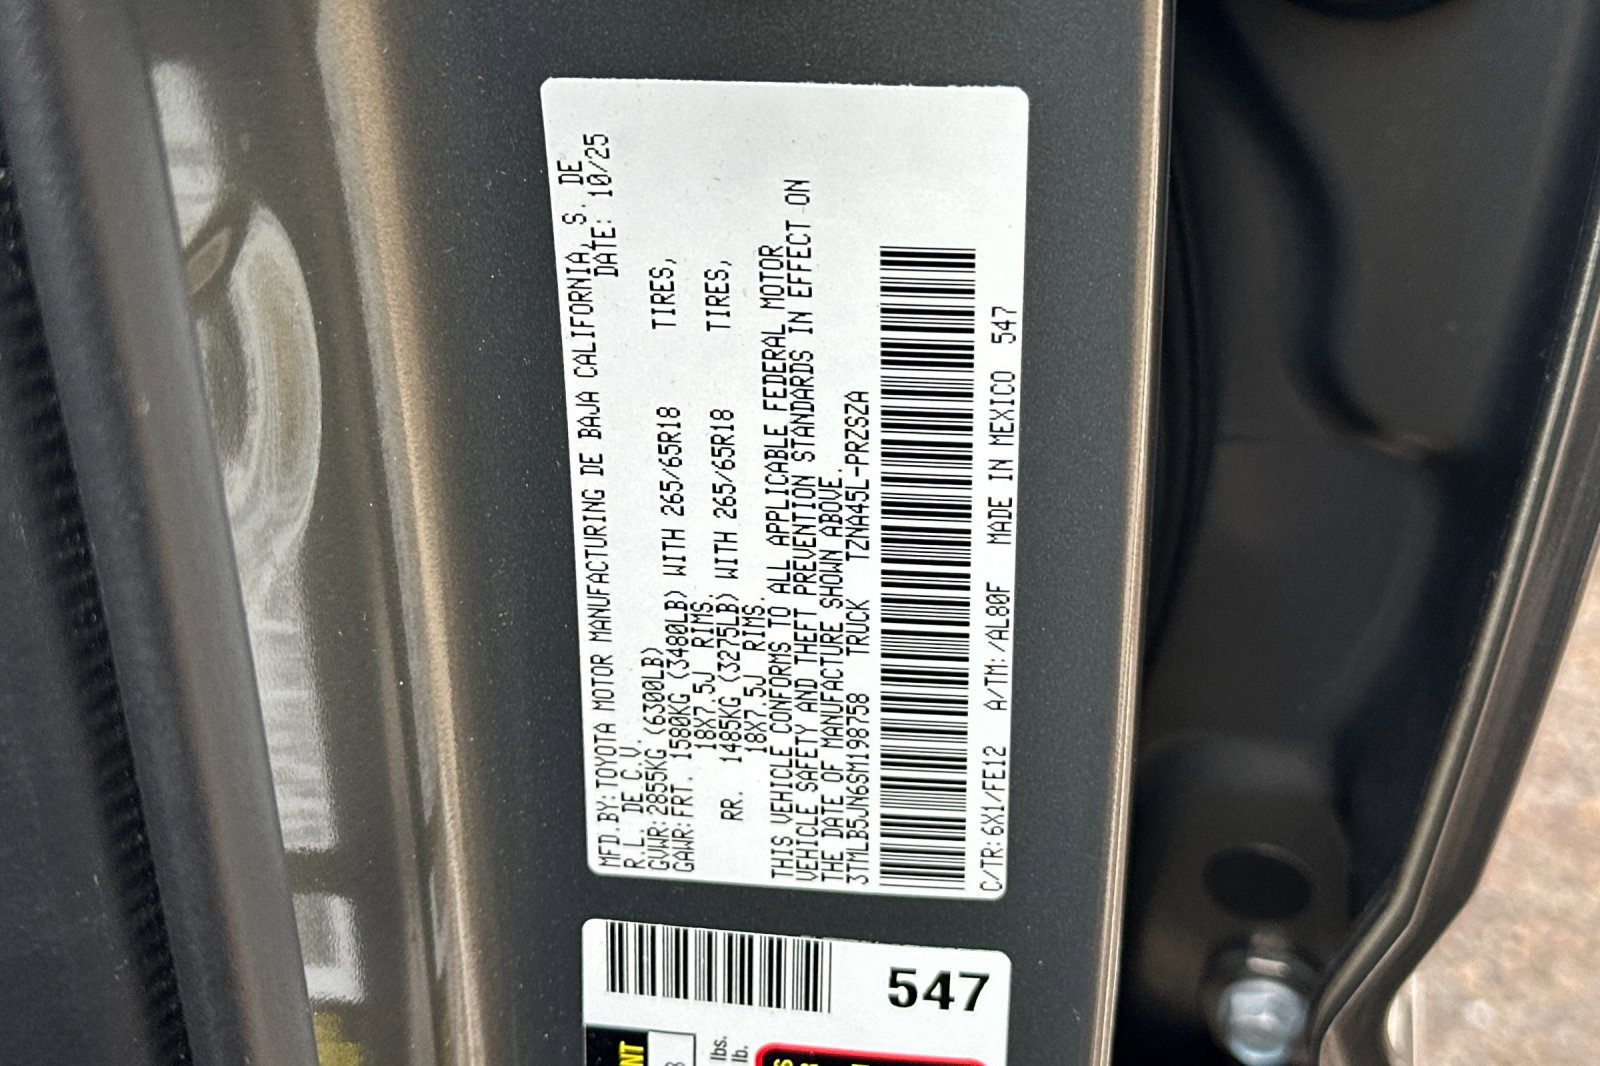 MFD.BY:TOYOTA MOTOR MANUFACTURING DE BAJA CALIFORNIA, S. DE
R.L. DE C.V. DATE: 10/25
GVWR:2855KG (6300LB)
GAWR:FRT. 1580KG (3480LB) WITH 265/65R18 TIRES,
18X7.5J RIMS.
RR. 1485KG (3275LB) WITH 265/65R18 TIRES,
18X7.5J RIMS.
THIS VEHICLE CONFORMS TO ALL APPLICABLE FEDERAL MOTOR
VEHICLE SAFETY AND THEFT PREVENTION STANDARDS IN EFFECT ON
THE DATE OF MANUFACTURE SHOWN ABOVE.
3TMLB5JN6SM198758 TRUCK TZNA45L-PRZSZA
C/TR:6X1/FE12 A/TM:/AL80F MADE IN MEXICO 547
547
lbs.
lb.